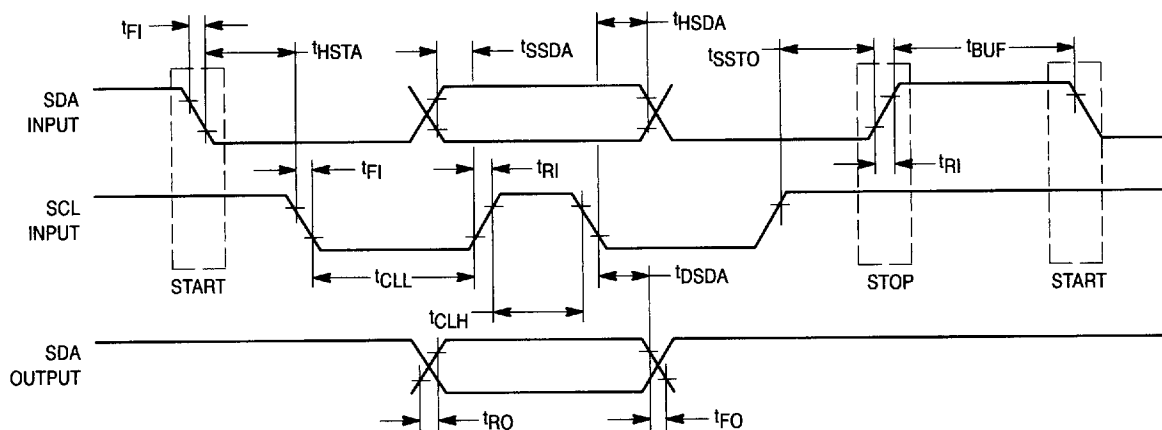 tFI
tHSTA
tSSDA
tHSDA
tSSTO
tBUF
SDA
INPUT
tFI
tRI
tRI
SCL
INPUT
START
tCLL
tDSDA
STOP
START
tCLH
SDA
OUTPUT
tRO
tFO